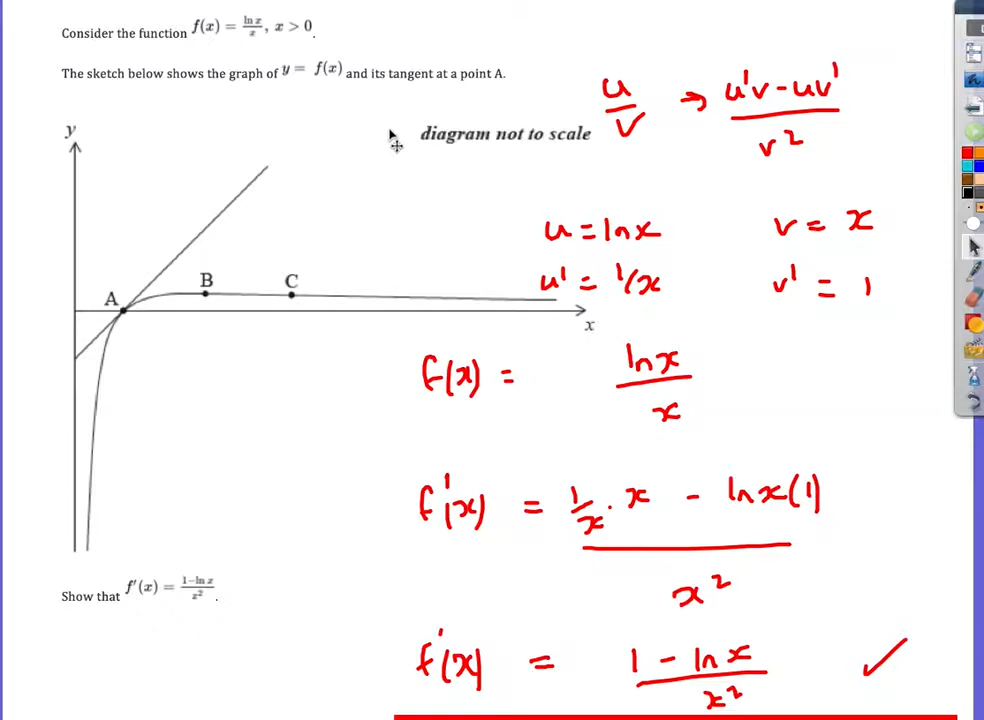 Consider the function f(x) = ln x / x, x > 0.
The sketch below shows the graph of y = f(x) and its tangent at a point A.
u/v → u'v - uv' / v²
y
diagram not to scale
u = ln x v = x
u' = 1/x v' = 1
A B C
x
f(x) = ln x / x
f'(x) = 1/x · x - ln x (1) / x²
Show that f'(x) = 1-ln x / x² .
f'(x) = 1 - ln x / x² ✓